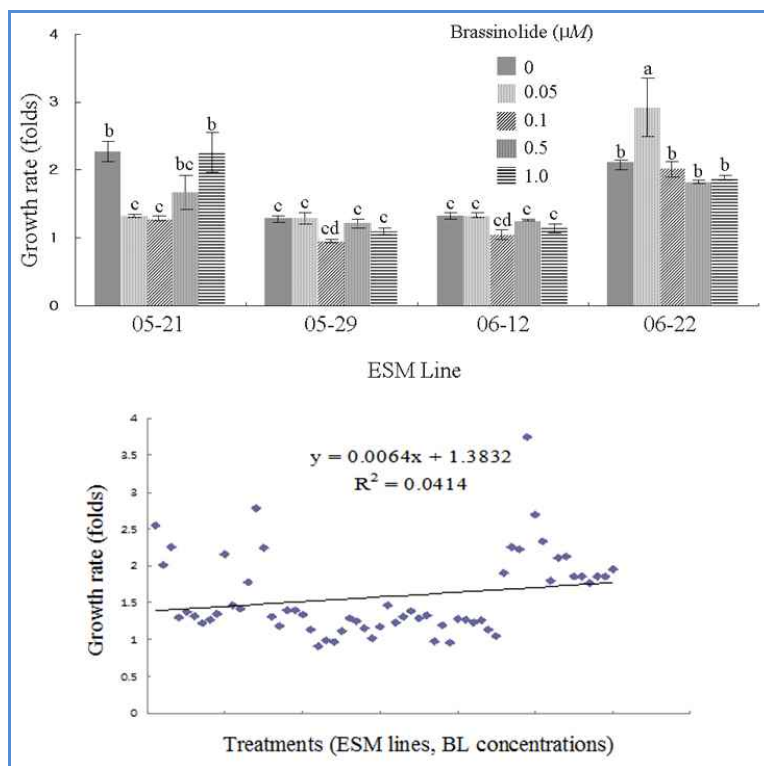 Brassinolide (μM)
0
0.05
0.1
0.5
1.0
Growth rate (folds)
4
3
2
1
0
b c c bc b
c c cd c c
c c cd c c
b a b b b
05-21 05-29 06-12 06-22
ESM Line
Growth rate (folds)
4
3.5
3
2.5
2
1.5
1
0.5
0
y = 0.0064x + 1.3832
R² = 0.0414
Treatments (ESM lines, BL concentrations)